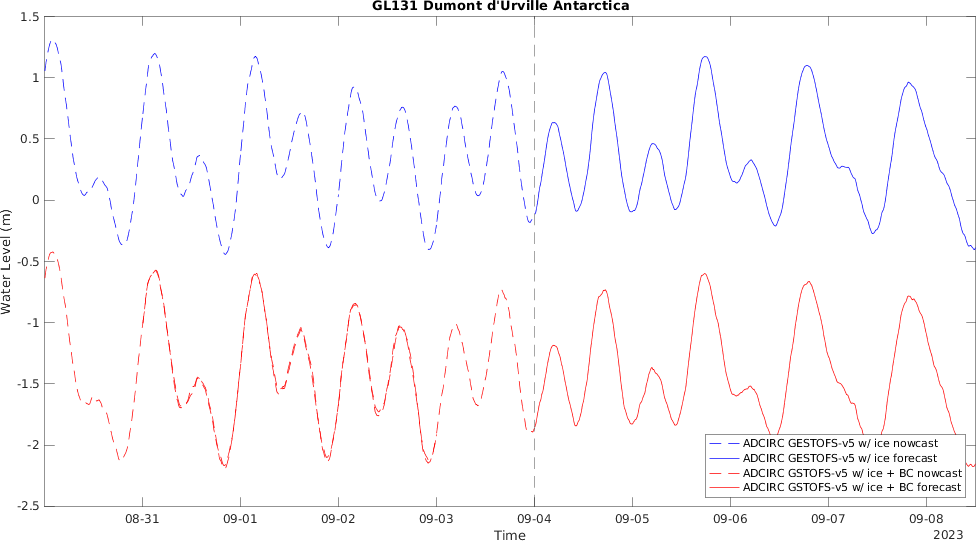 GL131 Dumont d'Urville Antarctica
1.5
1
0.5
0
-0.5
-1
-1.5
-2
-2.5
Water Level (m)
08-31 09-01 09-02 09-03 09-04 09-05 09-06 09-07 09-08
Time
2023
ADCIRC GESTOFS-v5 w/ ice nowcast
ADCIRC GESTOFS-v5 w/ ice forecast
ADCIRC GSTOFS-v5 w/ ice + BC nowcast
ADCIRC GSTOFS-v5 w/ ice + BC forecast